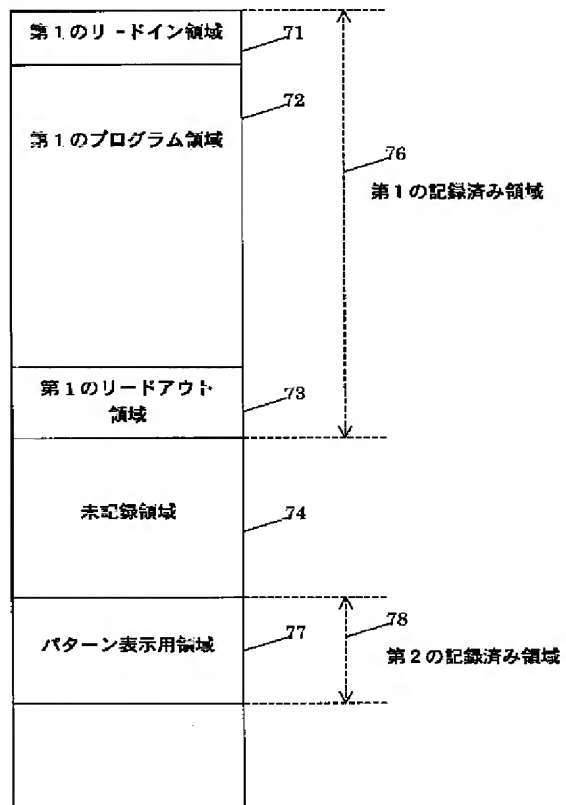 第1のリードイン領域
71
72
第1のプログラム領域
76
第1の記録済み領域
第1のリードアウト
領域
73
未記録領域
74
パターン表示用領域
77
78
第2の記録済み領域